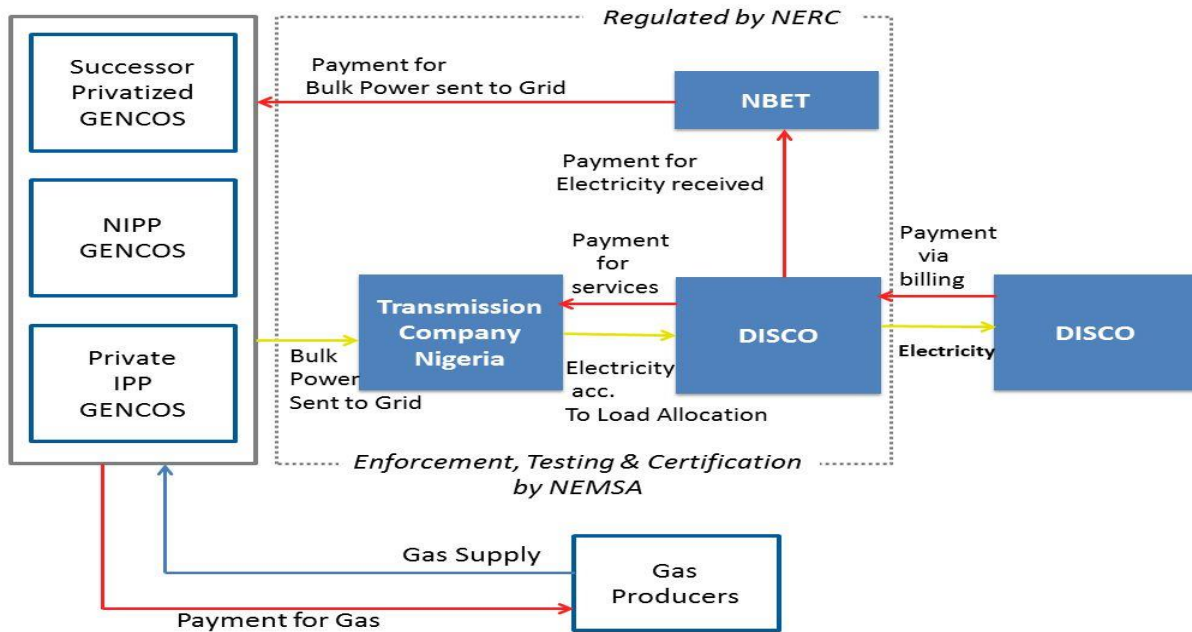 Regulated by NERC
Successor
Privatized
GENCOS
NIPP
GENCOS
Private
IPP
GENCOS
Payment for
Bulk Power sent to Grid
NBET
Payment for
Electricity received
Payment
for
services
Payment
via
billing
Transmission
Company
Nigeria
DISCO
DISCO
Bulk
Power
Sent to Grid
Electricity
acc.
To Load Allocation
Electricity
Enforcement, Testing & Certification
by NEMSA
Gas Supply
Gas
Producers
Payment for Gas